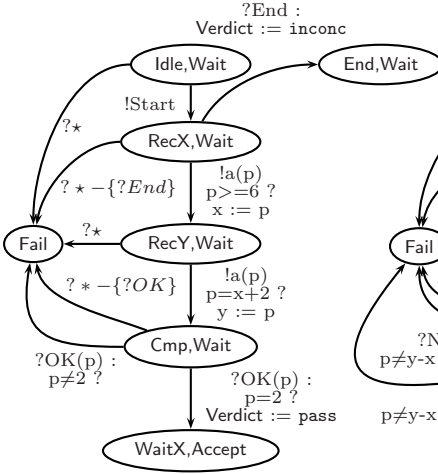 ?End :
Verdict := inconc
Idle,Wait
End,Wait
!Start
?⋆
RecX,Wait
!a(p)
? ⋆ −{?End}
p>=6 ?
x := p
?⋆
Fail
RecY,Wait
Fail
!a(p)
? ∗ −{?OK}
p=x+2 ?
y := p
?N
Cmp,Wait
?OK(p) :
p≠y-x
p≠2 ?
?OK(p) :
p=2 ?
Verdict := pass
p≠y-x
WaitX,Accept